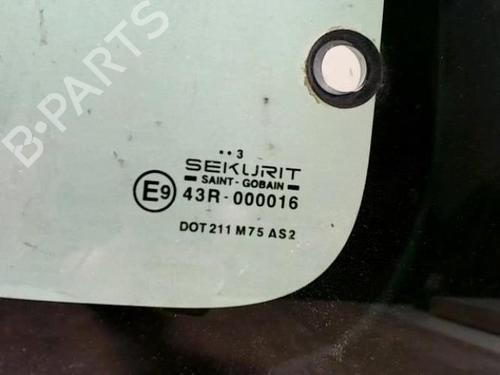 B-PARTS
•• 3
SEKURIT
SAINT-GOBAIN
E9 43R-000016
DOT 211 M75 AS2